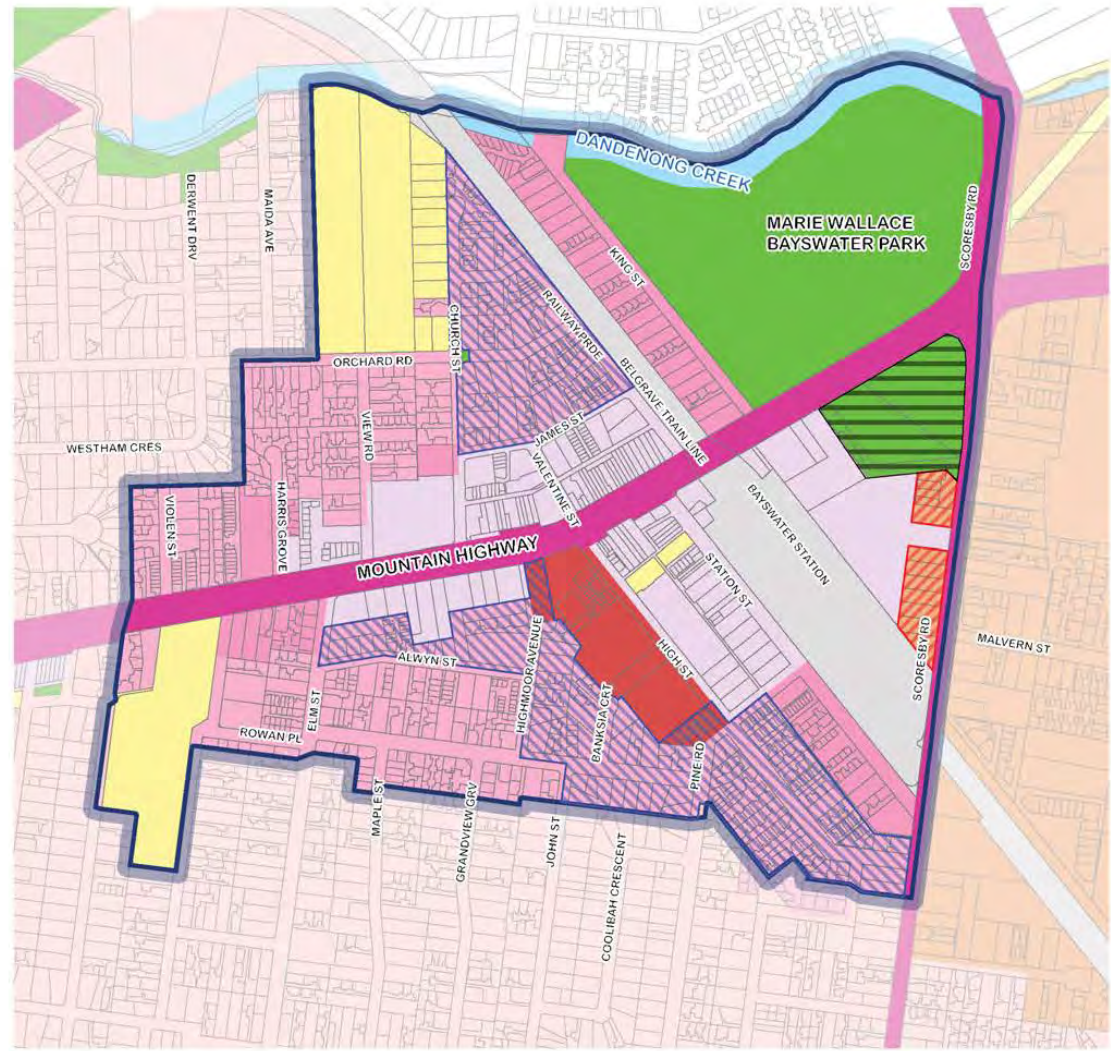 DANDENONG CREEK
MARIE WALLACE
BAYSWATER PARK
SCORESBY RD
DERWENT DRV
MAIDA AVE
KING ST
RAILWAY PRDE
BELGRAVE TRAIN LINE
CHURCH ST
ORCHARD RD
VIEW RD
JAMES ST
VALENTINE ST
WESTHAM CRES
VIOLEN ST
HARRIS GROVE
MOUNTAIN HIGHWAY
BAYSWATER STATION
STATION ST
HIGH ST
HIGHMOOR AVENUE
ALWYN ST
ELM ST
ROWAN PL
BANKSIA CRT
PINE RD
SCORESBY RD
MALVERN ST
MAPLE ST
GRANDVIEW GRV
JOHN ST
COOLIBAH CRESCENT